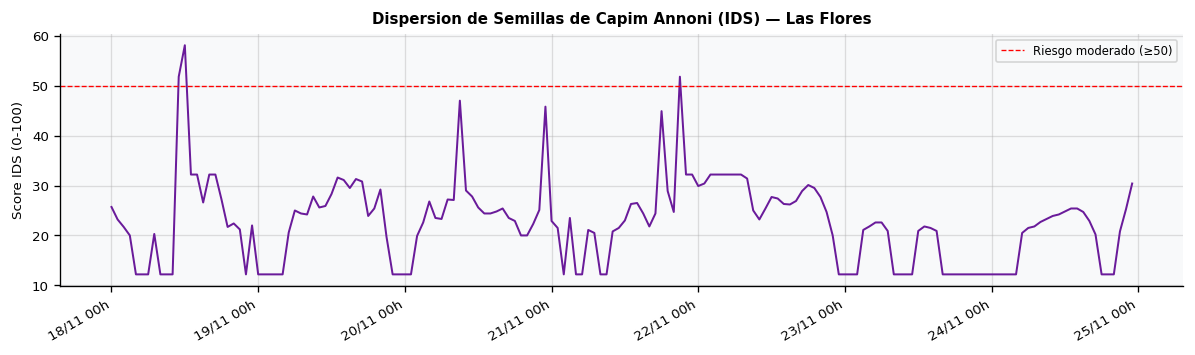 Dispersion de Semillas de Capim Annoni (IDS) — Las Flores
Riesgo moderado (≥50)
Score IDS (0-100)
60
50
40
30
20
10
18/11 00h
19/11 00h
20/11 00h
21/11 00h
22/11 00h
23/11 00h
24/11 00h
25/11 00h